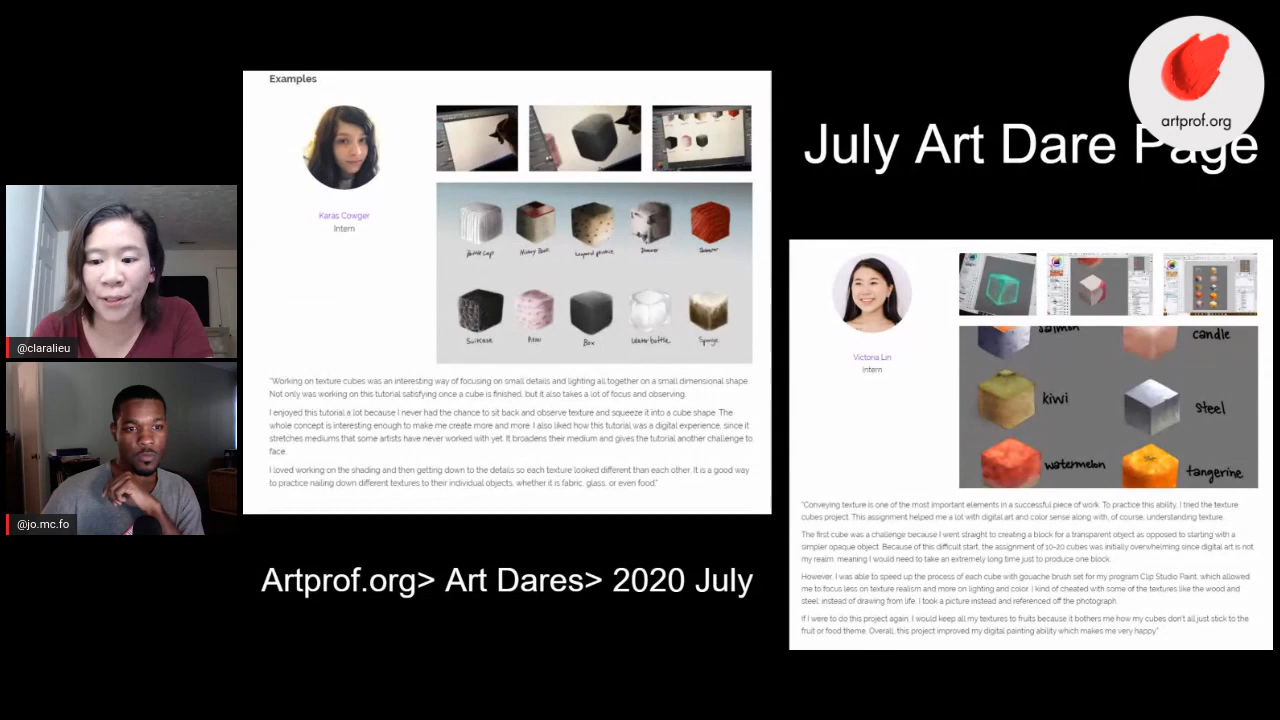 artprof.org
July Art Dare Page
Examples
Karas Cowger
Intern
Bottle Cap
Money Book
Leopard
Suitcase
Box
Water bottle
Sponge
"Working on texture cubes was an interesting way of focusing on small details and lighting all together on a small dimensional shape.
Not only was working on this tutorial satisfying once a cube is finished, but it also takes a lot of focus and observing.
I enjoyed this tutorial a lot because I never had the chance to sit back and observe texture and squeeze it into a cube shape. The
whole concept is interesting enough to make me create more and more. I also liked how this tutorial was a digital experience, since it
stretches mediums that some artists have never worked with yet. It broadens their medium and gives the tutorial another challenge to
face.
I loved working on the shading and then getting down to the details so each texture looked different than each other. It is a good way
to practice nailing down different textures to their individual objects, whether it is fabric, glass, or even food."
Victoria Lin
Intern
salmon
candle
kiwi
steel
watermelon
tangerine
"Conveying texture is one of the most important elements in a successful piece of work. To practice this ability, I tried the texture
cubes project. This assignment helped me a lot with digital art and color sense along with, of course, understanding texture.
The first cube was a challenge because I went straight to creating a block for a transparent object as opposed to starting with a
simpler opaque object. Because of this difficult start, the assignment of 10-20 cubes was initially overwhelming since digital art is not
my realm, meaning I would need to take an extremely long time just to produce one block.
However, I was able to speed up the process of each cube with gouache brush set for my program Clip Studio Paint, which allowed
me to focus less on texture realism and more on lighting and color. I kind of cheated with some of the textures like the wood and
steel; instead of drawing from life, I took a picture instead and referenced off the photograph.
If I were to do this project again, I would keep all my textures to fruits because it bothers me how my cubes don't all just stick to the
fruit or food theme. Overall, this project improved my digital painting ability which makes me very happy."
@claralieu
@jo.mc.fo
Artprof.org> Art Dares> 2020 July